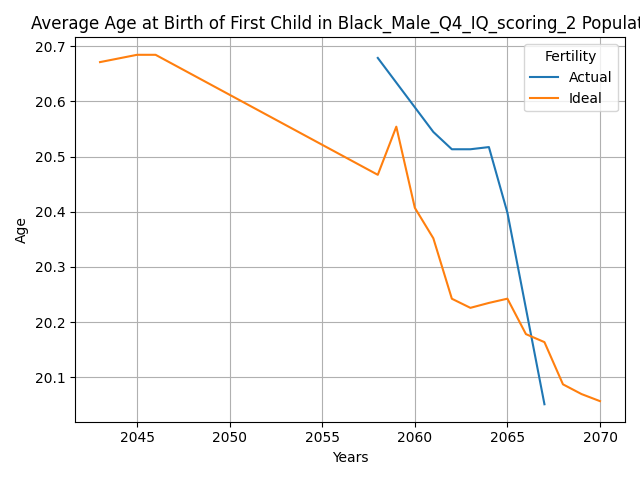 Average Age at Birth of First Child in Black_Male_Q4_IQ_scoring_2 Populat
20.7
20.6
20.5
20.4
20.3
20.2
20.1
Age
Fertility
Actual
Ideal
2045 2050 2055 2060 2065 2070
Years